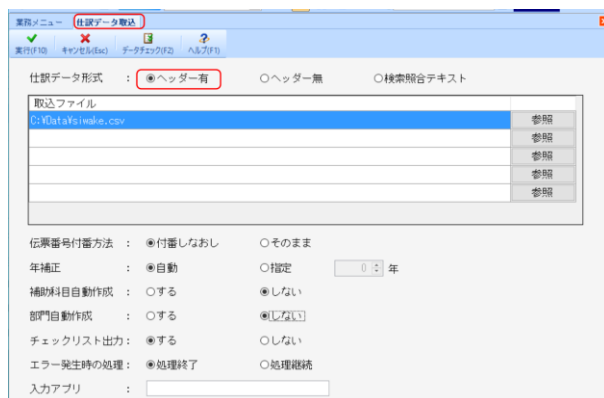 業務メニュー 仕訳データ取込
実行(F10) キャンセル(Esc) データチェック(F2) ヘルプ(F1)
仕訳データ形式 : ◉ヘッダー有 ○ヘッダー無 ○検索照合テキスト
取込ファイル
C:¥Data¥siwake.csv 参照
参照
参照
参照
参照
伝票番号付番方法 : ◉付番しなおし ○そのまま
年補正 : ◉自動 ○指定 0 年
補助科目自動作成 : ○する ◉しない
部門自動作成 : ○する ◉しない
チェックリスト出力 : ◉する ○しない
エラー発生時の処理 : ◉処理終了 ○処理継続
入力アプリ :